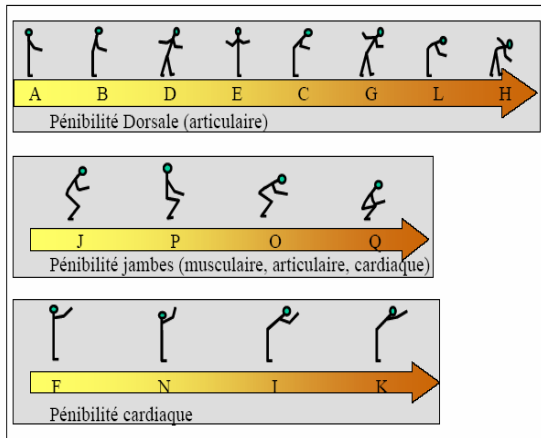 A B D E C G L H
Pénibilité Dorsale (articulaire)
J P O Q
Pénibilité jambes (musculaire, articulaire, cardiaque)
F N I K
Pénibilité cardiaque